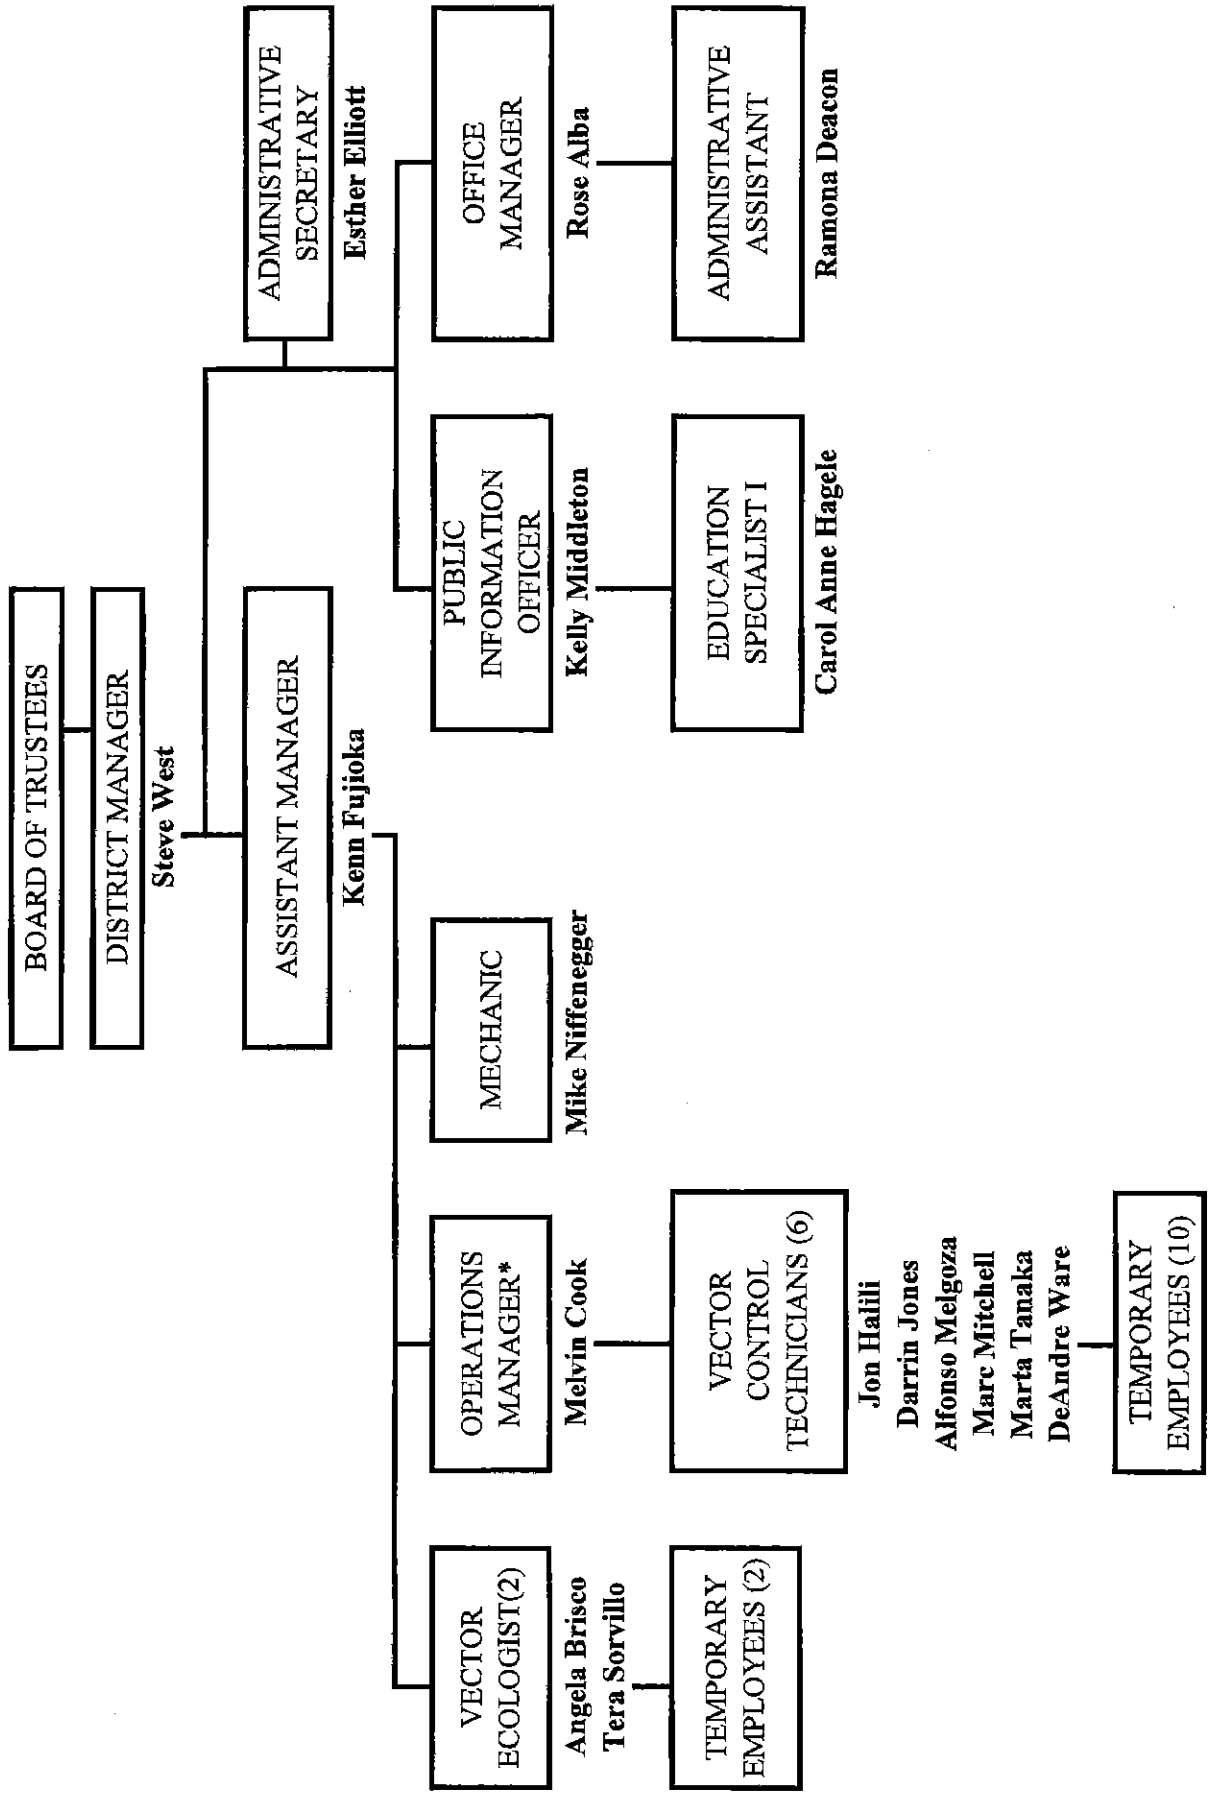 BOARD OF TRUSTEES
DISTRICT MANAGER
Steve West
ASSISTANT MANAGER
Kenn Fujioka
ADMINISTRATIVE
SECRETARY
Esther Elliott
VECTOR
ECOLOGIST(2)
Angela Brisco
Tera Sorvillo
TEMPORARY
EMPLOYEES (2)
OPERATIONS
MANAGER*
Melvin Cook
VECTOR
CONTROL
TECHNICIANS (6)
Jon Halili
Darrin Jones
Alfonso Melgoza
Marc Mitchell
Marta Tanaka
DeAndre Ware
TEMPORARY
EMPLOYEES (10)
MECHANIC
Mike Niffenegger
PUBLIC
INFORMATION
OFFICER
Kelly Middleton
EDUCATION
SPECIALIST I
Carol Anne Hagele
OFFICE
MANAGER
Rose Alba
ADMINISTRATIVE
ASSISTANT
Ramona Deacon